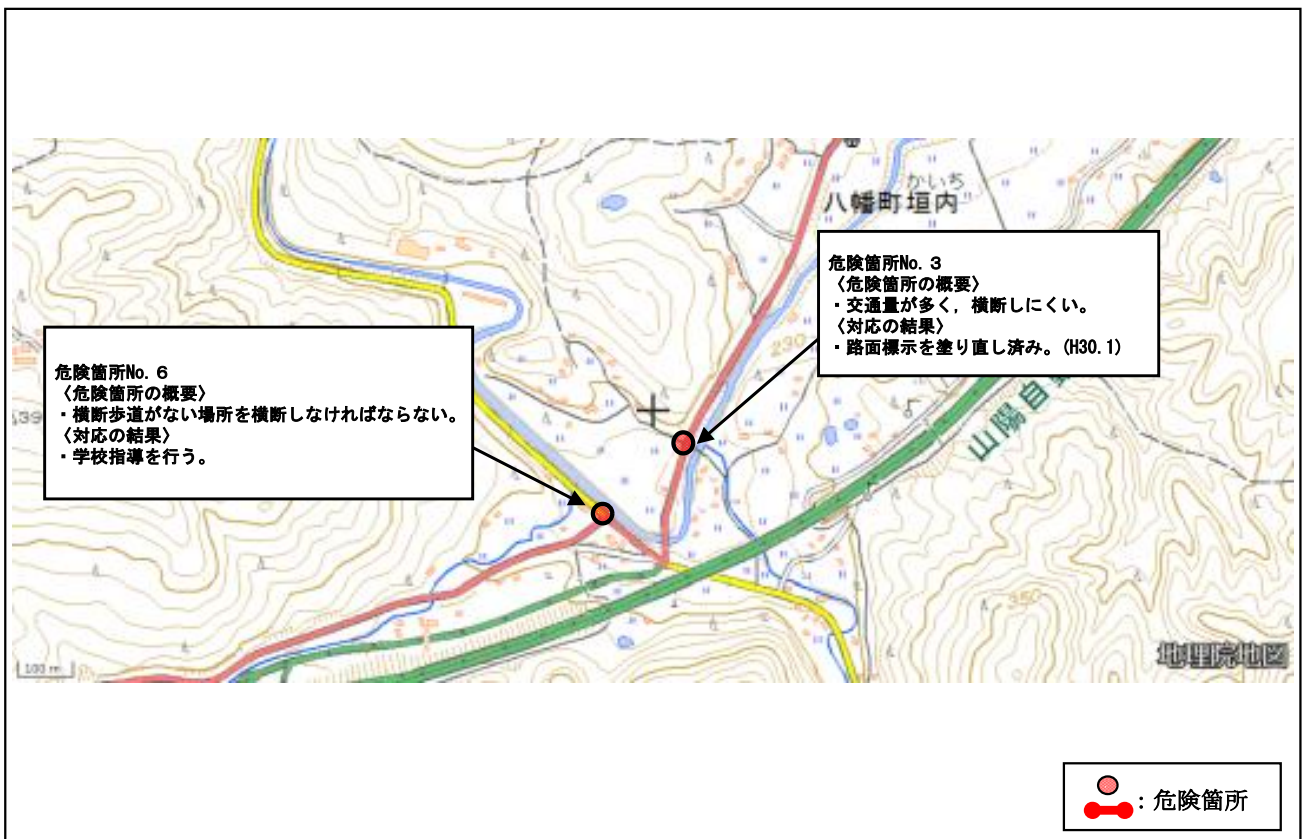 かいち
八幡町垣内
危険箇所No. 3
〈危険箇所の概要〉
・交通量が多く，横断しにくい。
〈対応の結果〉
・路面標示を塗り直し済み。(H30.1)
230
危険箇所No. 6
〈危険箇所の概要〉
・横断歩道がない場所を横断しなければならない。
〈対応の結果〉
・学校指導を行う。
山陽自
350
100 m
地理院地図
：危険箇所